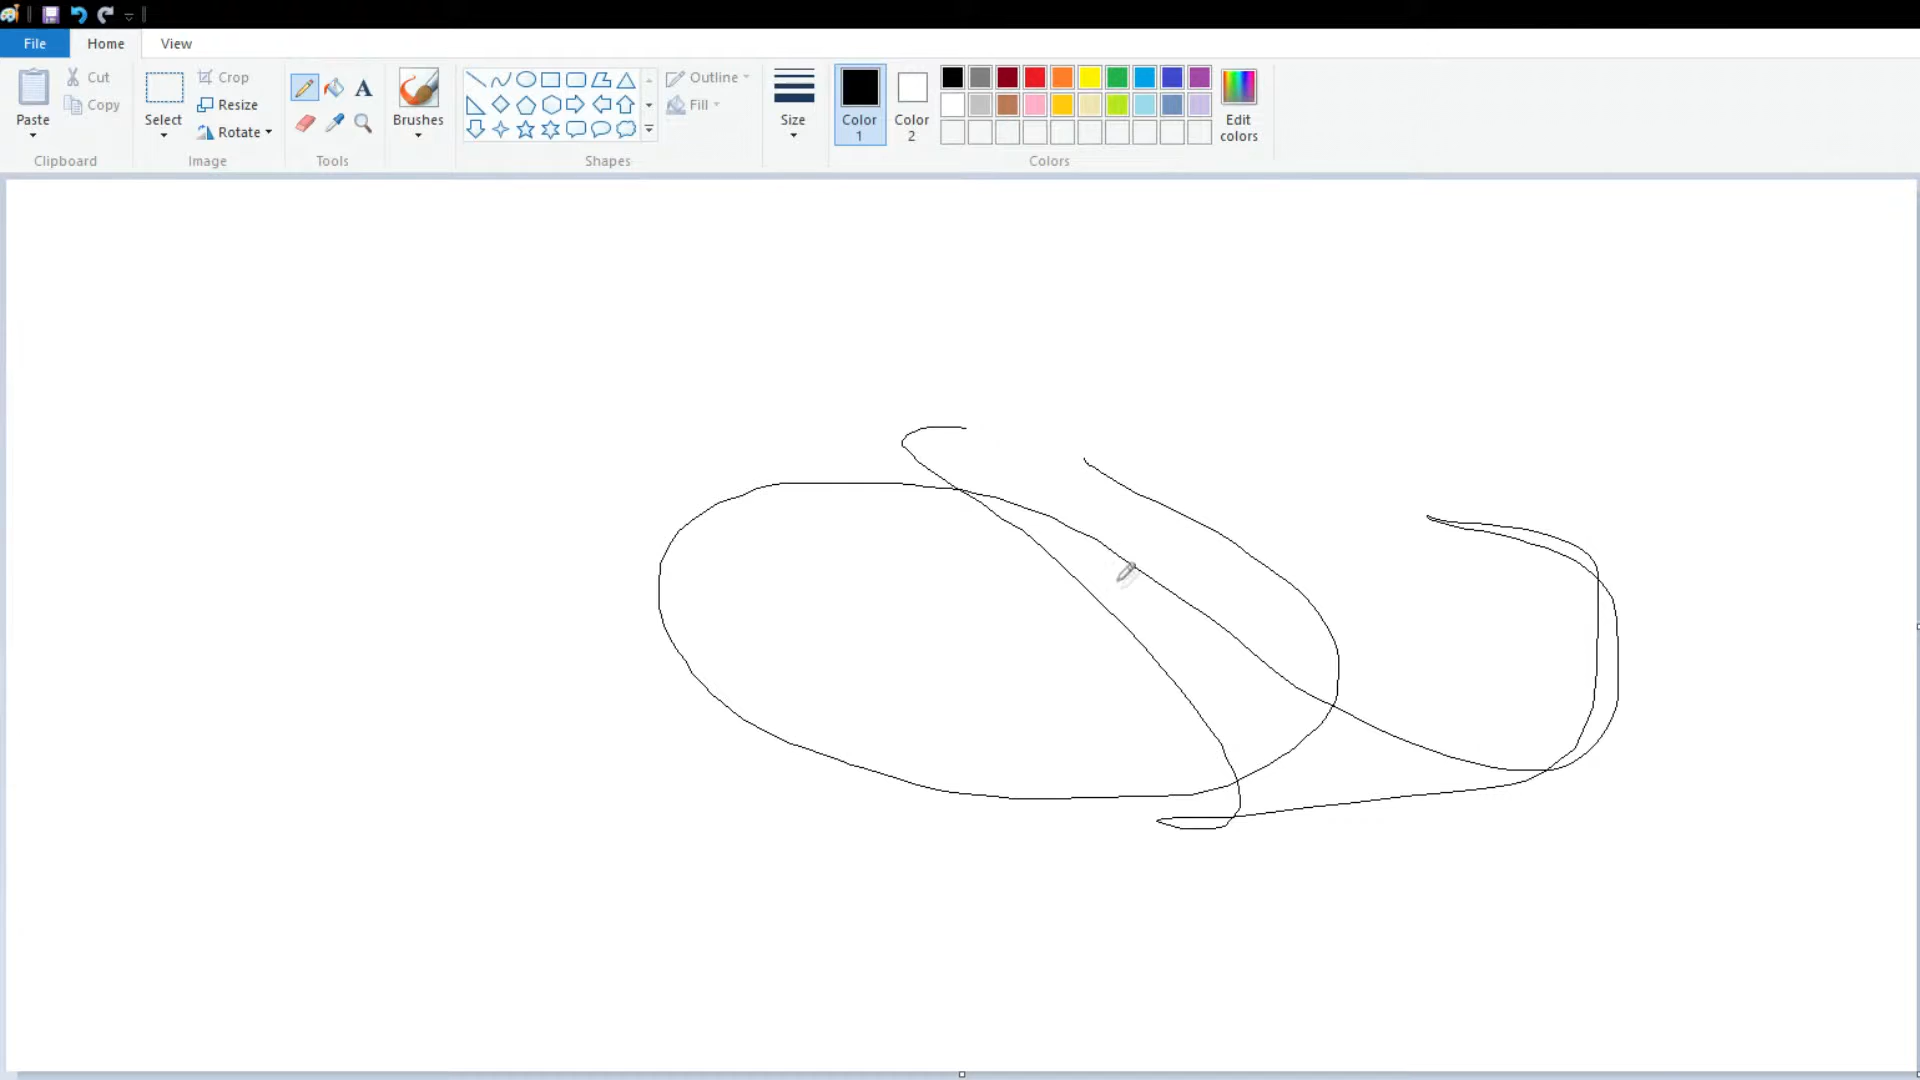 File Home View
Paste Cut Copy Select Crop Resize Rotate A Brushes Outline Fill Size Color 1 Color 2 Edit colors
Clipboard Image Tools Shapes Colors